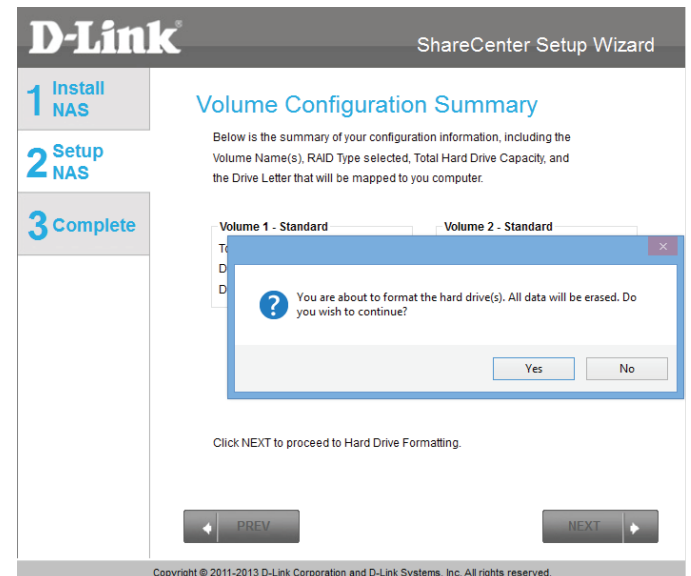 D-Link
ShareCenter Setup Wizard
1 Install
NAS
2 Setup
NAS
3 Complete
Volume Configuration Summary
Below is the summary of your configuration information, including the
Volume Name(s), RAID Type selected, Total Hard Drive Capacity, and
the Drive Letter that will be mapped to you computer.
Volume 1 - Standard
Volume 2 - Standard
You are about to format the hard drive(s). All data will be erased. Do
you wish to continue?
Yes
No
Click NEXT to proceed to Hard Drive Formatting.
PREV
NEXT
Copyright © 2011-2013 D-Link Corporation and D-Link Systems, Inc. All rights reserved.